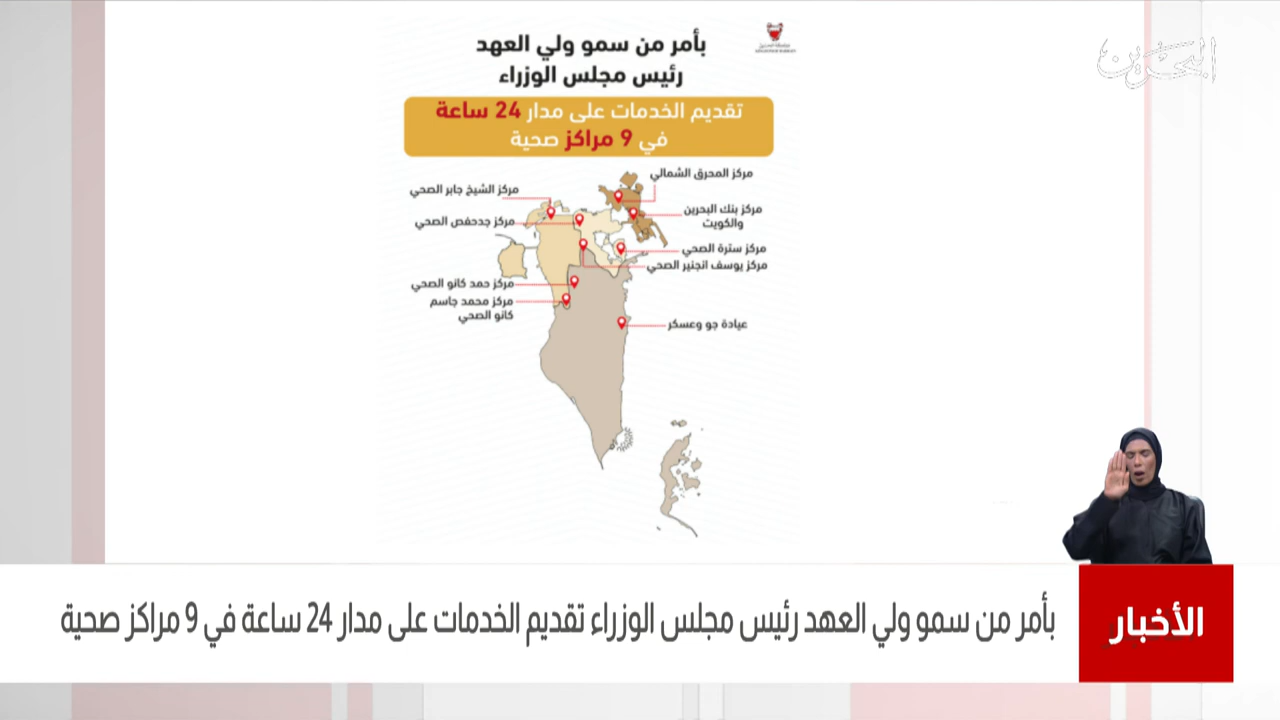 بأمر من سمو ولي العهد
رئيس مجلس الوزراء
تقديم الخدمات على مدار 24 ساعة
في 9 مراكز صحية
البحرين
مركز المحرق الشمالي
مركز الشيخ جابر الصحي
مركز بنك البحرين
والكويت
مركز جدحفص الصحي
مركز سترة الصحي
مركز يوسف انجنير الصحي
مركز حمد كانو الصحي
مركز محمد جاسم
كانو الصحي
عيادة جو وعسكر
الأخبار
بأمر من سمو ولي العهد رئيس مجلس الوزراء تقديم الخدمات على مدار 24 ساعة في 9 مراكز صحية